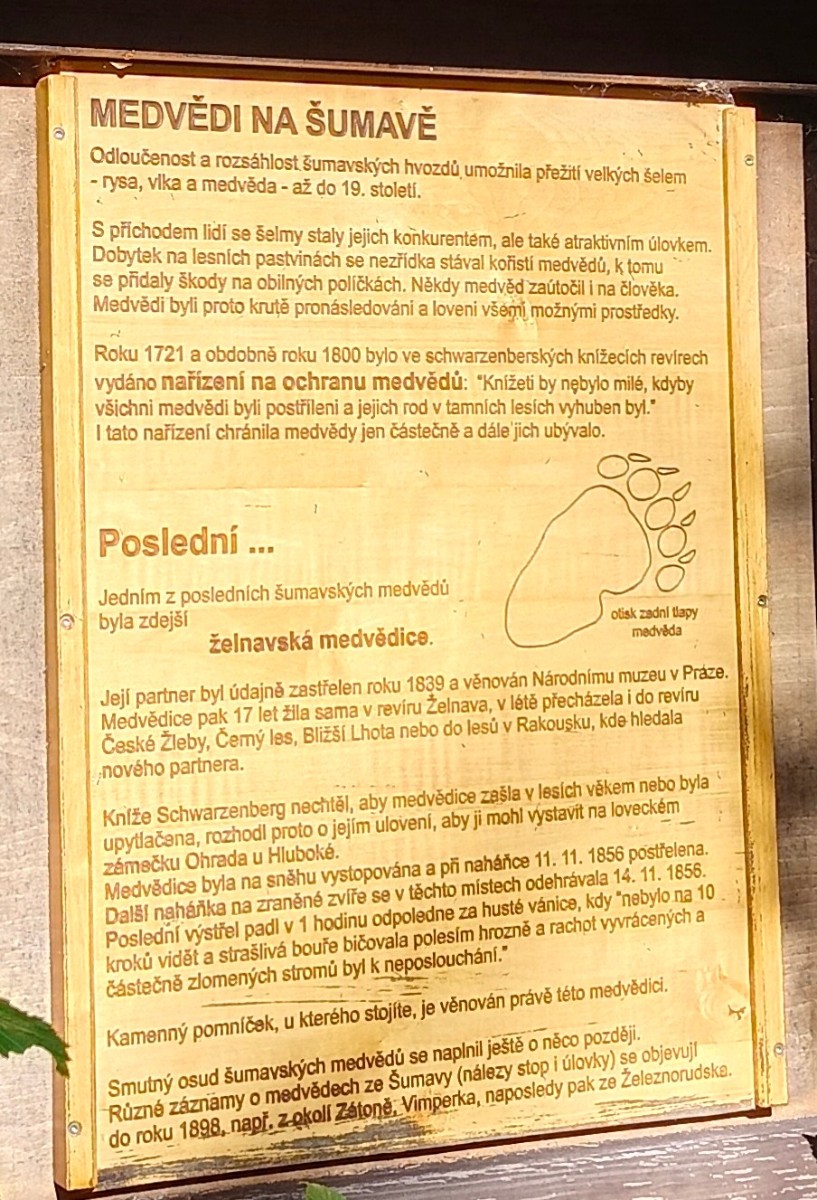 MEDVĚDI NA ŠUMAVĚ
Odloučenost a rozsáhlost šumavských hvozdů umožnila přežití velkých šelem
- rysa, vlka a medvěda - až do 19. století.
S příchodem lidí se šelmy staly jejich konkurentem, ale také atraktivním úlovkem.
Dobytek na lesních pastvinách se nezřídka stával kořistí medvědů, k tomu
se přidaly škody na obilných políčkách. Někdy medvěd zaútočil i na člověka.
Medvědi byli proto krutě pronásledováni a loveni všemi možnými prostředky.
Roku 1721 a obdobně roku 1800 bylo ve schwarzenberských knížecích revírech
vydáno nařízení na ochranu medvědů: "Knížeti by nebylo milé, kdyby
všichni medvědi byli postříleni a jejich rod v tamních lesích vyhuben byl."
I tato nařízení chránila medvědy jen částečně a dále jich ubývalo.
Poslední ...
Jedním z posledních šumavských medvědů
byla zdejší
želnavská medvědice.
otisk zadní tlapy
medvěda
Její partner byl údajně zastřelen roku 1839 a věnován Národnímu muzeu v Práze.
Medvědice pak 17 let žila sama v revíru Želnava, v létě přecházela i do revíru
České Žleby, Černý les, Bližší Lhota nebo do lesů v Rakousku, kde hledala
nového partnera.
Kníže Schwarzenberg nechtěl, aby medvědice zašla v lesích věkem nebo byla
upytlačena, rozhodl proto o jejím ulovení, aby ji mohl vystavit na loveckém
zámečku Ohrada u Hluboké.
Medvědice byla na sněhu vystopována a při naháňce 11. 11. 1856 postřelena.
Další naháňka na zraněné zvíře se v těchto místech odehrávala 14. 11. 1856.
Poslední výstřel padl v 1 hodinu odpoledne za husté vánice, kdy "nebylo na 10
kroků vidět a strašlivá bouře bičovala polesím hrozně a rachot vyvrácených a
částečně zlomených stromů byl k neposlouchání."
Kamenný pomníček, u kterého stojíte, je věnován právě této medvědici.
Smutný osud šumavských medvědů se naplnil ještě o něco později.
Různé záznamy o medvědech ze Šumavy (nálezy stop i úlovky) se objevují
do roku 1898, např. z okolí Zátoně, Vimperka, naposledy pak ze Železnorudska.